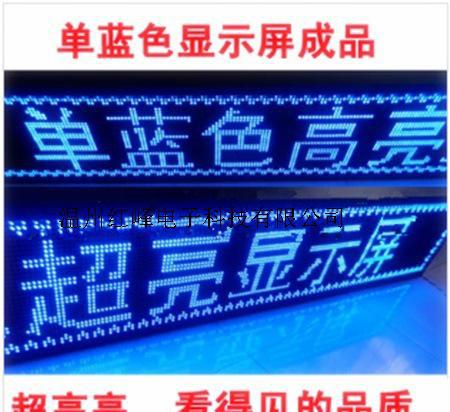 单蓝色显示屏成品
单蓝色高亮
温州红峰电子科技有限公司
超亮显示屏
超高亮 看得见的品质